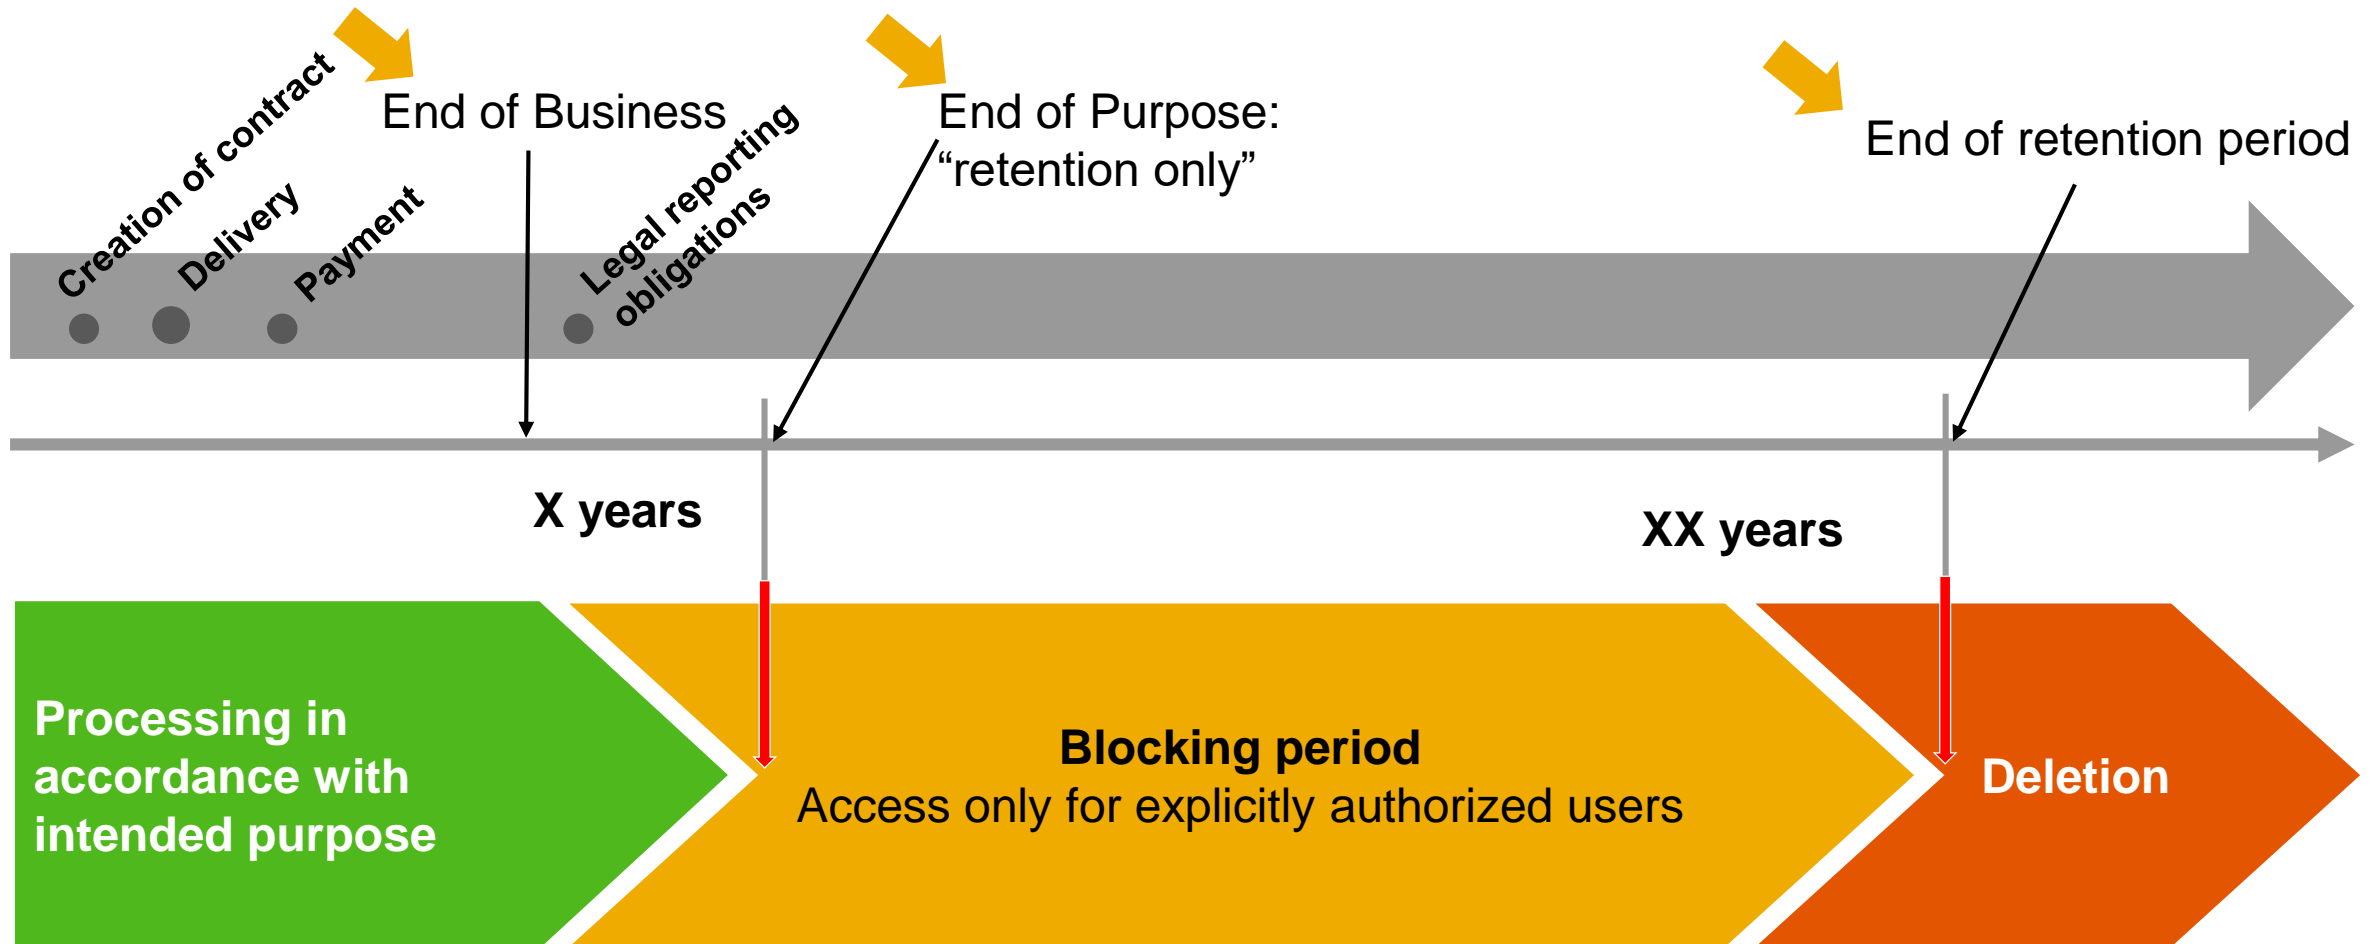 Creation of contract
Delivery
Payment
End of Business
Legal reporting
obligations
End of Purpose:
“retention only”
End of retention period
X years
XX years
Processing in
accordance with
intended purpose
Blocking period
Access only for explicitly authorized users
Deletion